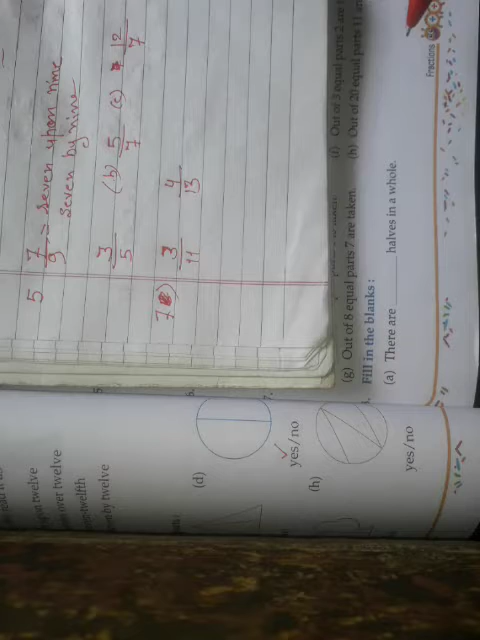 5 7/9 = seven upon nine
seven by nine
3/5 (b) 5/7 (c) 12/7
7 3/11 4/13
(f) Out of 3 equal parts 2 are
(g) Out of 8 equal parts 7 are taken.
(h) Out of 20 equal parts 11
Fill in the blanks :
(a) There are ______ halves in a whole.
Fractions
twelve
over twelve
twelfth
by twelve
(d)
yes/no
(h)
yes/no